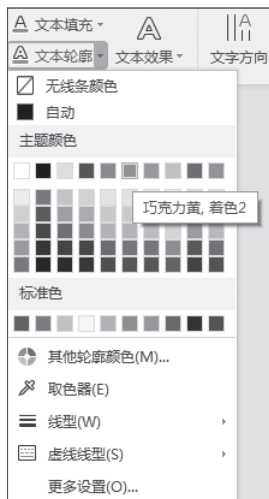 文本填充
文本轮廓 文本效果 文字方向
无线条颜色
自动
主题颜色
巧克力黄, 着色2
标准色
其他轮廓颜色(M)...
取色器(E)
线型(W)
虚线线型(S)
更多设置(O)...